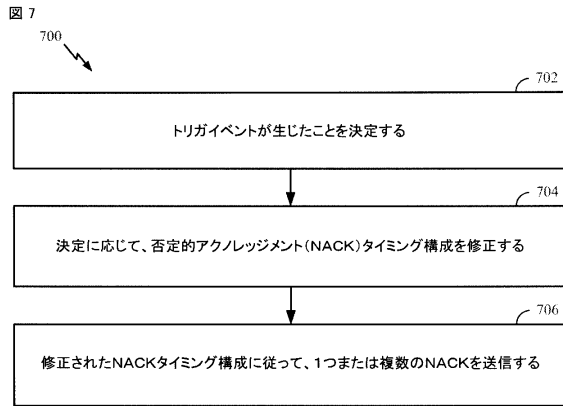 図 7
700
702
トリガイベントが生じたことを決定する
704
決定に応じて、否定的アクノレッジメント(NACK)タイミング構成を修正する
706
修正されたNACKタイミング構成に従って、1つまたは複数のNACKを送信する